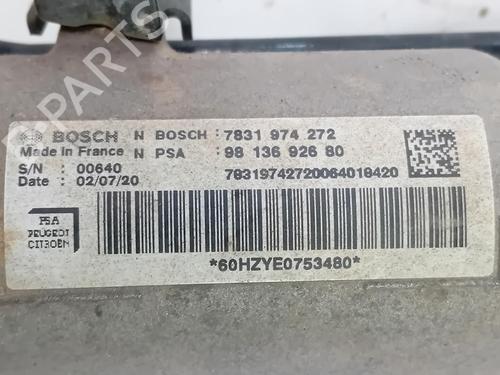 BOSCH N BOSCH 7831 974 272
Made in France N PSA 98 136 926 80
S/N : 00640 78319742720064018420
Date : 02/07/20
PSA
PEUGEOT
CITROËN
*60HZYE0753480*
B-PARTS